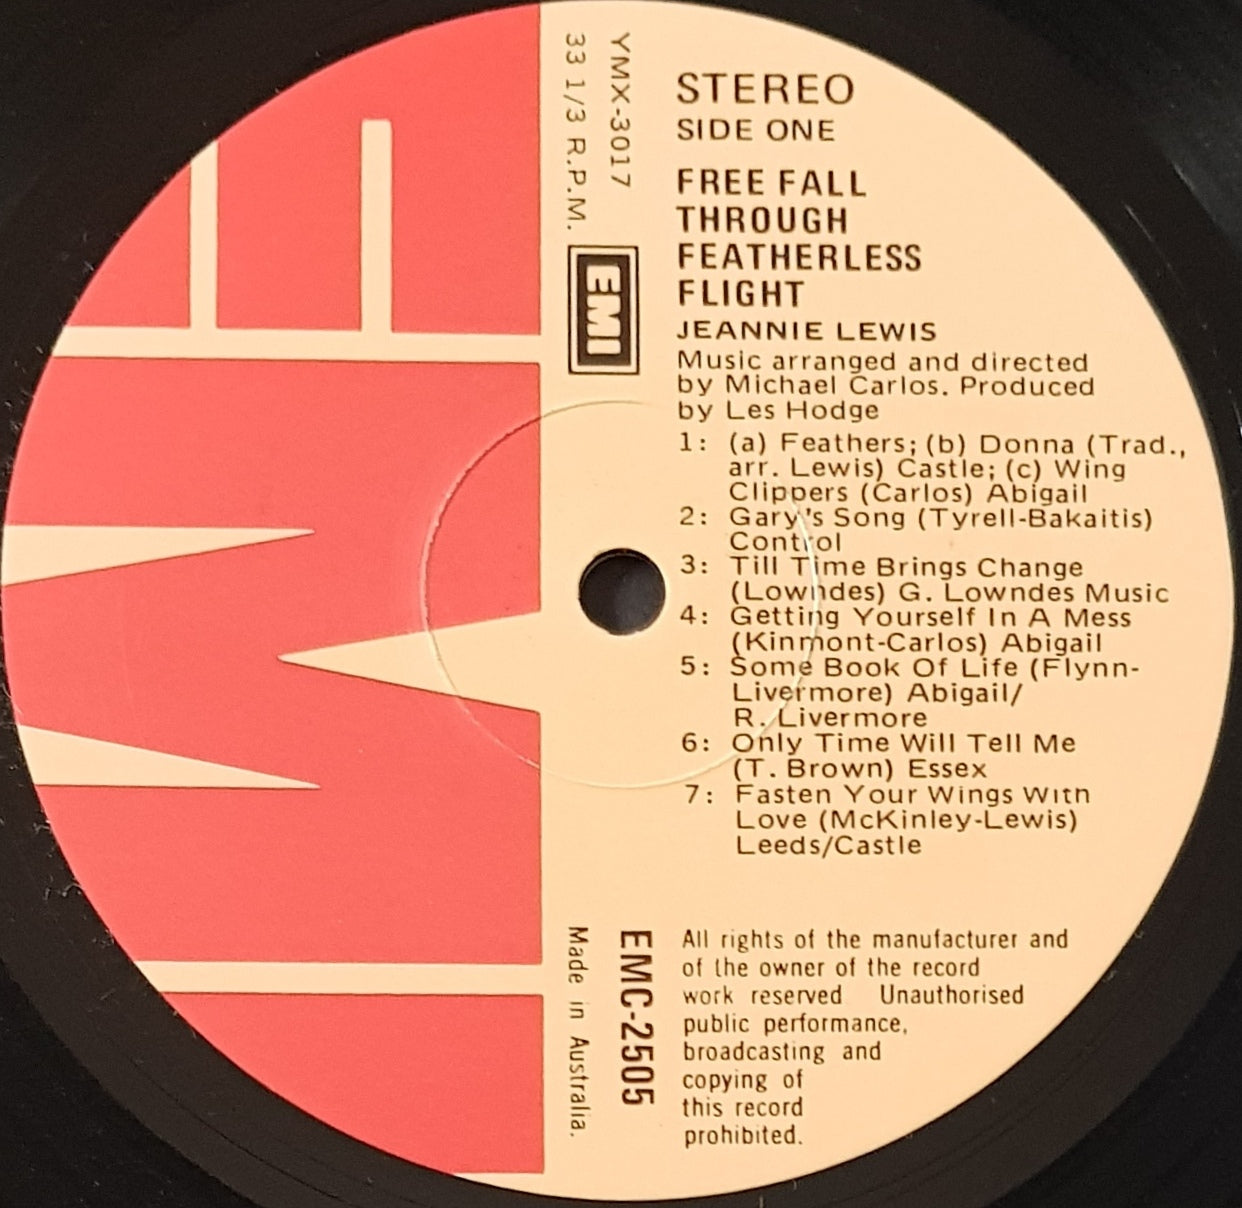 STEREO
SIDE ONE
FREE FALL
THROUGH
FEATHERLESS
FLIGHT
JEANNIE LEWIS
Music arranged and directed
by Michael Carlos. Produced
by Les Hodge
1: (a) Feathers; (b) Donna (Trad.,
arr. Lewis) Castle; (c) Wing
Clippers (Carlos) Abigail
2: Gary's Song (Tyrell-Bakaitis)
Control
3: Till Time Brings Change
(Lowndes) G. Lowndes Music
4: Getting Yourself In A Mess
(Kinmont-Carlos) Abigail
5: Some Book Of Life (Flynn-
Livermore) Abigail/
R. Livermore
6: Only Time Will Tell Me
(T. Brown) Essex
7: Fasten Your Wings With
Love (McKinley-Lewis)
Leeds/Castle
All rights of the manufacturer and
of the owner of the record
work reserved Unauthorised
public performance,
broadcasting and
copying of
this record
prohibited.
YMX-3017
33 1/3 R.P.M.
EMI
EMC-2505
Made in Australia.
EMI